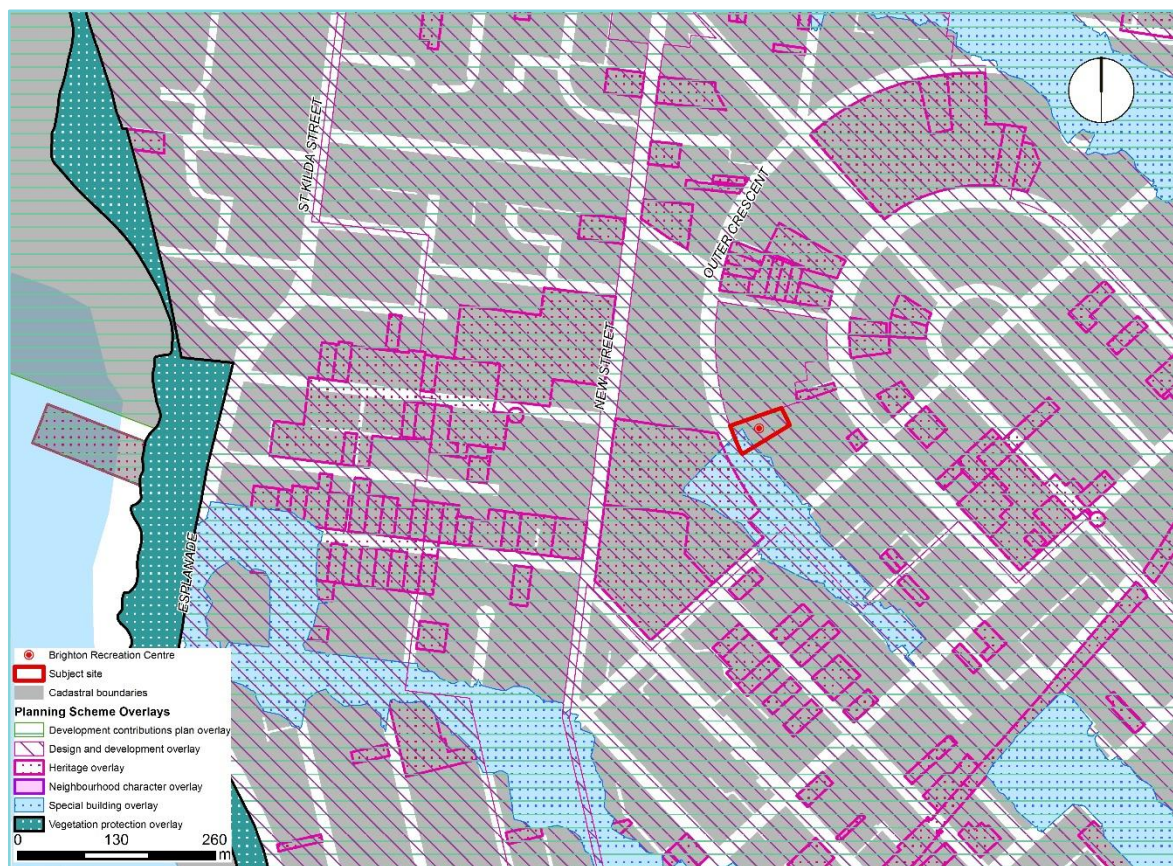 ST KILDA STREET
OUTER CRESCENT
NEW STREET
ESPLANADE
Brighton Recreation Centre
Subject site
Cadastral boundaries
Planning Scheme Overlays
Development contributions plan overlay
Design and development overlay
Heritage overlay
Neighbourhood character overlay
Special building overlay
Vegetation protection overlay
0 130 260
m